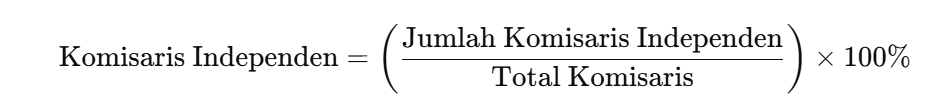 Komisaris Independen = (Jumlah Komisaris Independen / Total Komisaris) × 100%